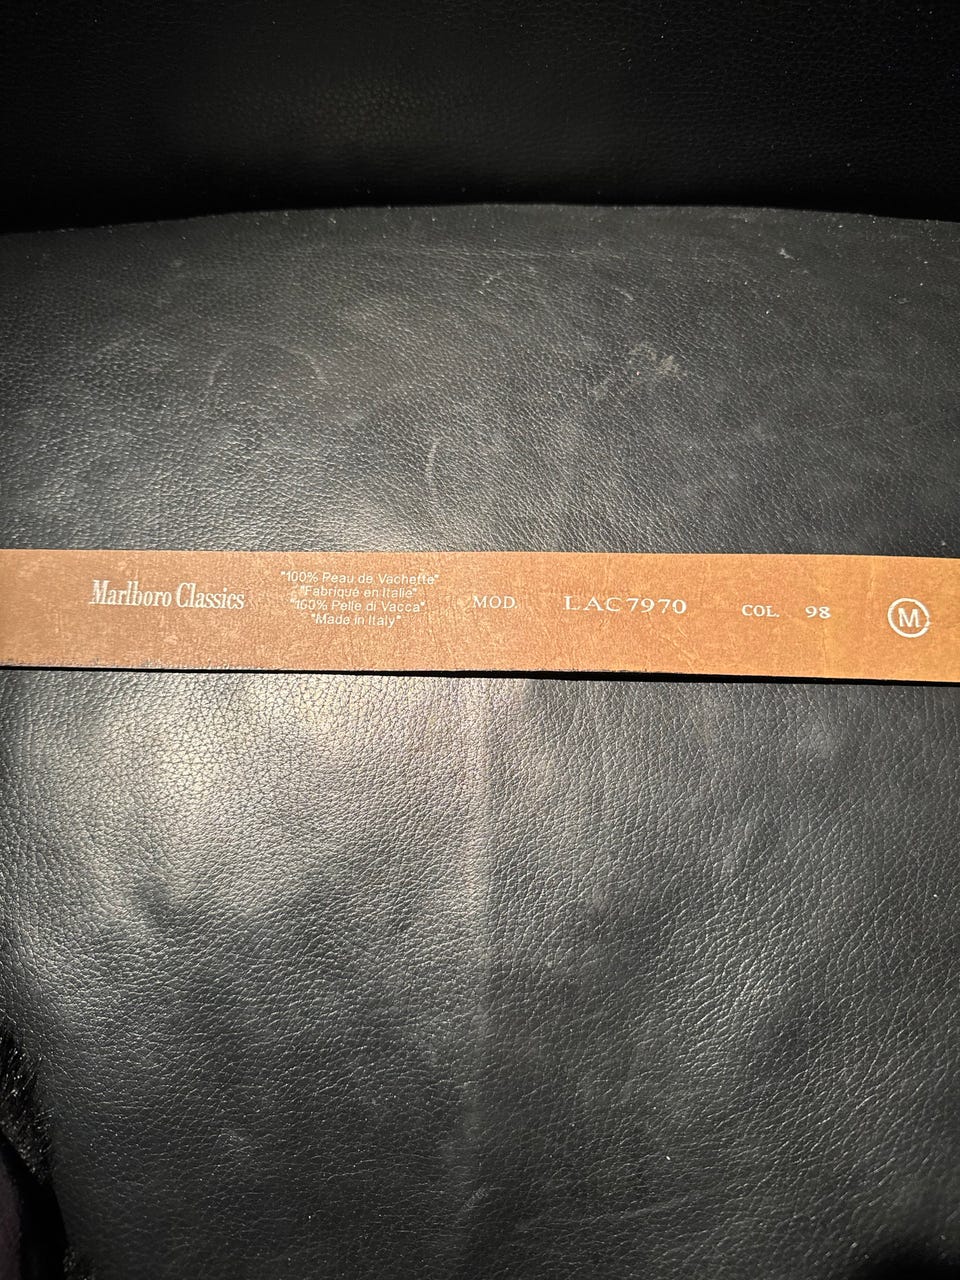 Marlboro Classics
"100% Peau de Vachette"
"Fabriqué en Italie"
"100% Pelle di Vacca"
"Made in Italy"
MOD. LAC7970 COL. 98 M